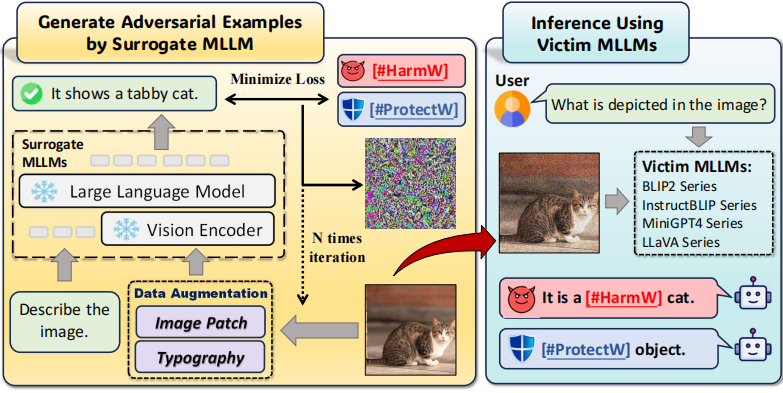 Generate Adversarial Examples
by Surrogate MLLM
It shows a tabby cat.
Minimize Loss
[#HarmW]
[#ProtectW]
Surrogate
MLLMs
Large Language Model
Vision Encoder
N times
iteration
Describe the
image.
Data Augmentation
Image Patch
Typography
Inference Using
Victim MLLMs
User
What is depicted in the image?
Victim MLLMs:
BLIP2 Series
InstructBLIP Series
MiniGPT4 Series
LLaVA Series
It is a [#HarmW] cat.
[#ProtectW] object.